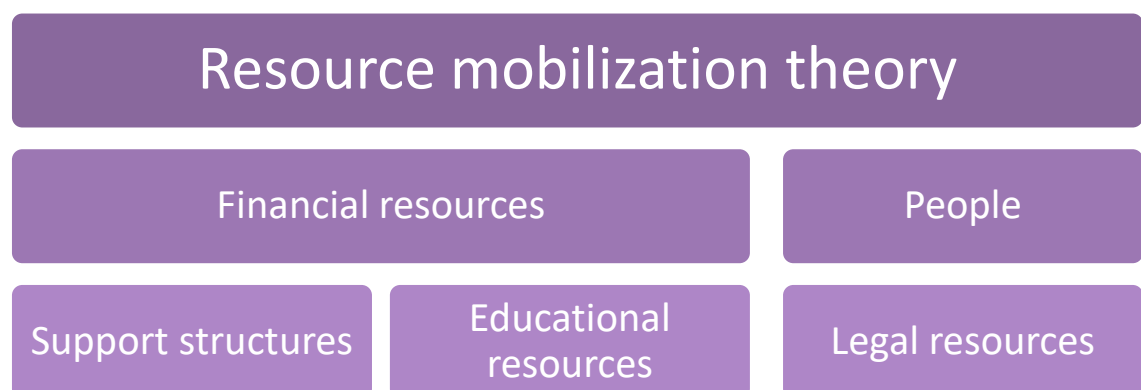 Resource mobilization theory
Financial resources
People
Support structures
Educational
resources
Legal resources